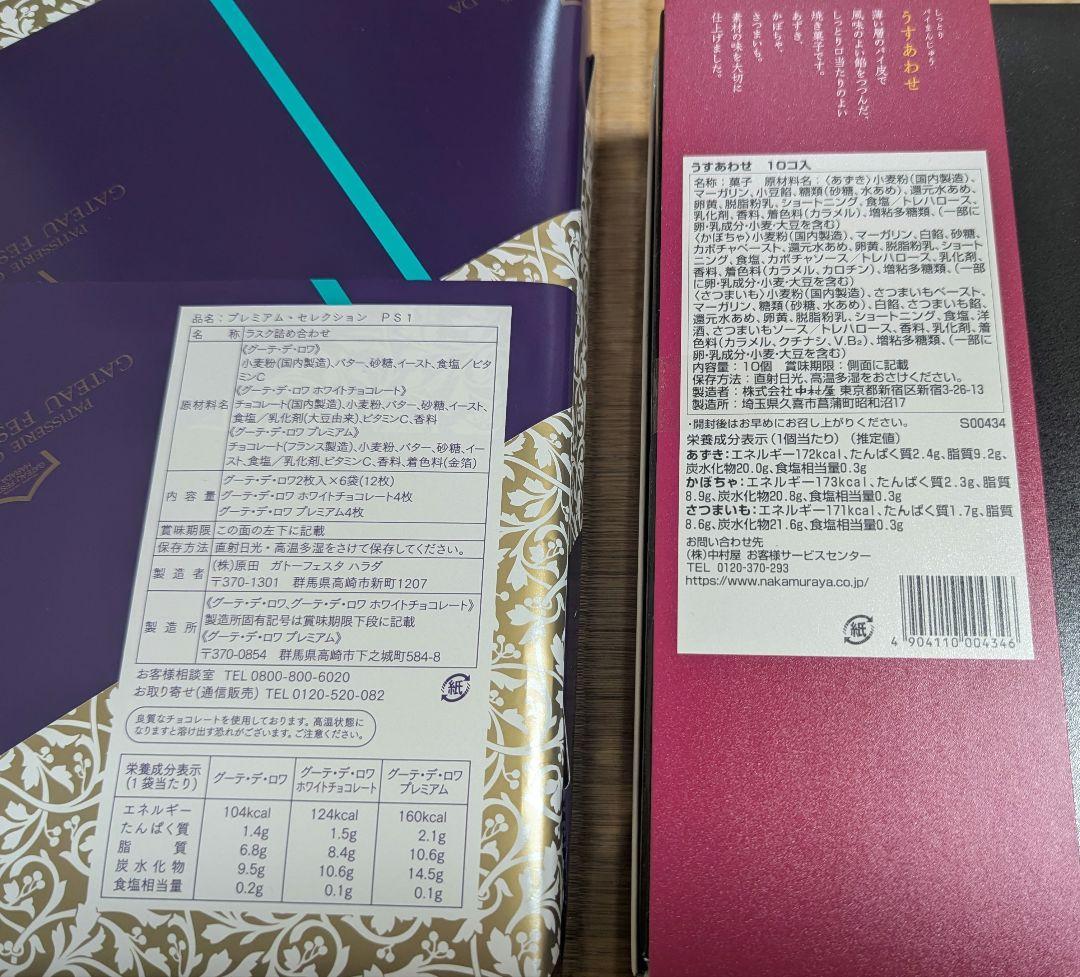 PATISSERIE
GATEAU FES
DA
PATISSERIE
GATEAU FES
品名:プレミアム・セレクション PS1
名 称 ラスク詰め合わせ
原材料名
《グーテ・デ・ロワ》
小麦粉(国内製造)、バター、砂糖、イースト、食塩/ビタ
ミンC
《グーテ・デ・ロワ ホワイトチョコレート》
チョコレート(国内製造)、小麦粉、バター、砂糖、イースト、
食塩/乳化剤(大豆由来)、ビタミンC、香料
《グーテ・デ・ロワ プレミアム》
チョコレート(フランス製造)、小麦粉、バター、砂糖、イー
スト、食塩/乳化剤、ビタミンC、香料、着色料(金箔)
内 容 量
グーテ・デ・ロワ2枚入×6袋(12枚)
グーテ・デ・ロワ ホワイトチョコレート4枚
グーテ・デ・ロワ プレミアム4枚
賞味期限 この面の左下に記載
保存方法 直射日光・高温多湿をさけて保存してください。
製 造 者
(株)原田 ガトーフェスタ ハラダ
〒370-1301 群馬県高崎市新町1207
製 造 所
《グーテ・デ・ロワ、グーテ・デ・ロワ ホワイトチョコレート》
製造所固有記号は賞味期限下段に記載
《グーテ・デ・ロワ プレミアム》
〒370-0854 群馬県高崎市下之城町584-8
お客様相談室 TEL 0800-800-6020
お取り寄せ(通信販売) TEL 0120-520-082
紙
良質なチョコレートを使用しております。高温状態に
なりますと溶け出す恐れがございます。ご注意ください。
栄養成分表示
(1袋当たり)
グーテ・デ・ロワ
グーテ・デ・ロワ
ホワイトチョコレート
グーテ・デ・ロワ
プレミアム
エネルギー 104kcal 124kcal 160kcal
たんぱく質 1.4g 1.5g 2.1g
脂 質 6.8g 8.4g 10.6g
炭水化物 9.5g 10.6g 14.5g
食塩相当量 0.2g 0.1g 0.1g
しっとり
パイまんじゅう
うすあわせ
薄い層のパイ皮で
風味のよい餡をつつんだ、
しっとり口当たりのよい
焼き菓子です。
あずき、
かぼちゃ、
さつまいも。
素材の味を大切に
仕上げました。
うすあわせ 10コ入
名称:菓子 原材料名:〈あずき〉小麦粉(国内製造)、
マーガリン、小豆餡、糖類(砂糖、水あめ)、還元水あめ、
卵黄、脱脂粉乳、ショートニング、食塩/トレハロース、
乳化剤、香料、着色料(カラメル)、増粘多糖類、(一部に
卵・乳成分・小麦・大豆を含む)
〈かぼちゃ〉小麦粉(国内製造)、マーガリン、白餡、砂糖、
カボチャペースト、還元水あめ、卵黄、脱脂粉乳、ショート
ニング、食塩、カボチャソース/トレハロース、乳化剤、
香料、着色料(カラメル、カロチン)、増粘多糖類、(一部
に卵・乳成分・小麦・大豆を含む)
〈さつまいも〉小麦粉(国内製造)、さつまいもペースト、
マーガリン、糖類(砂糖、水あめ)、白餡、さつまいも餡、
還元水あめ、卵黄、脱脂粉乳、ショートニング、食塩、洋
酒、さつまいもソース/トレハロース、香料、乳化剤、着
色料(カラメル、クチナシ、V.B₂)、増粘多糖類、(一部
に卵・乳成分・小麦・大豆を含む)
内容量:10個 賞味期限:側面に記載
保存方法:直射日光、高温多湿をおさけください。
製造者:株式会社中村屋 東京都新宿区新宿3-26-13
製造所:埼玉県久喜市菖蒲町昭和沼17
・開封後はお早めにお召し上がりください。 S00434
栄養成分表示(1個当たり)(推定値)
あずき:エネルギー172kcal、たんぱく質2.4g、脂質9.2g、
炭水化物20.0g、食塩相当量0.3g
かぼちゃ:エネルギー173kcal、たんぱく質2.3g、脂質
8.9g、炭水化物20.8g、食塩相当量0.3g
さつまいも:エネルギー171kcal、たんぱく質1.7g、脂質
8.6g、炭水化物21.6g、食塩相当量0.3g
お問い合わせ先
(株)中村屋 お客様サービスセンター
TEL 0120-370-293
https://www.nakamuraya.co.jp/
紙
4 904110 004346